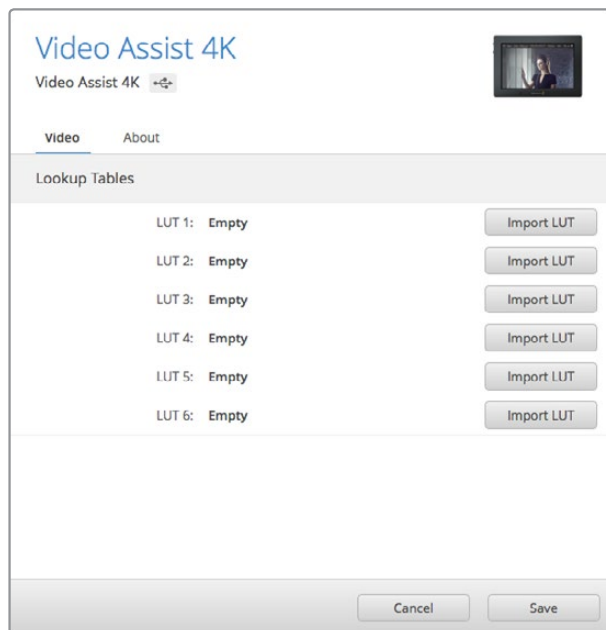 Video Assist 4K
Video Assist 4K
Video About
Lookup Tables
LUT 1: Empty Import LUT
LUT 2: Empty Import LUT
LUT 3: Empty Import LUT
LUT 4: Empty Import LUT
LUT 5: Empty Import LUT
LUT 6: Empty Import LUT
Cancel Save